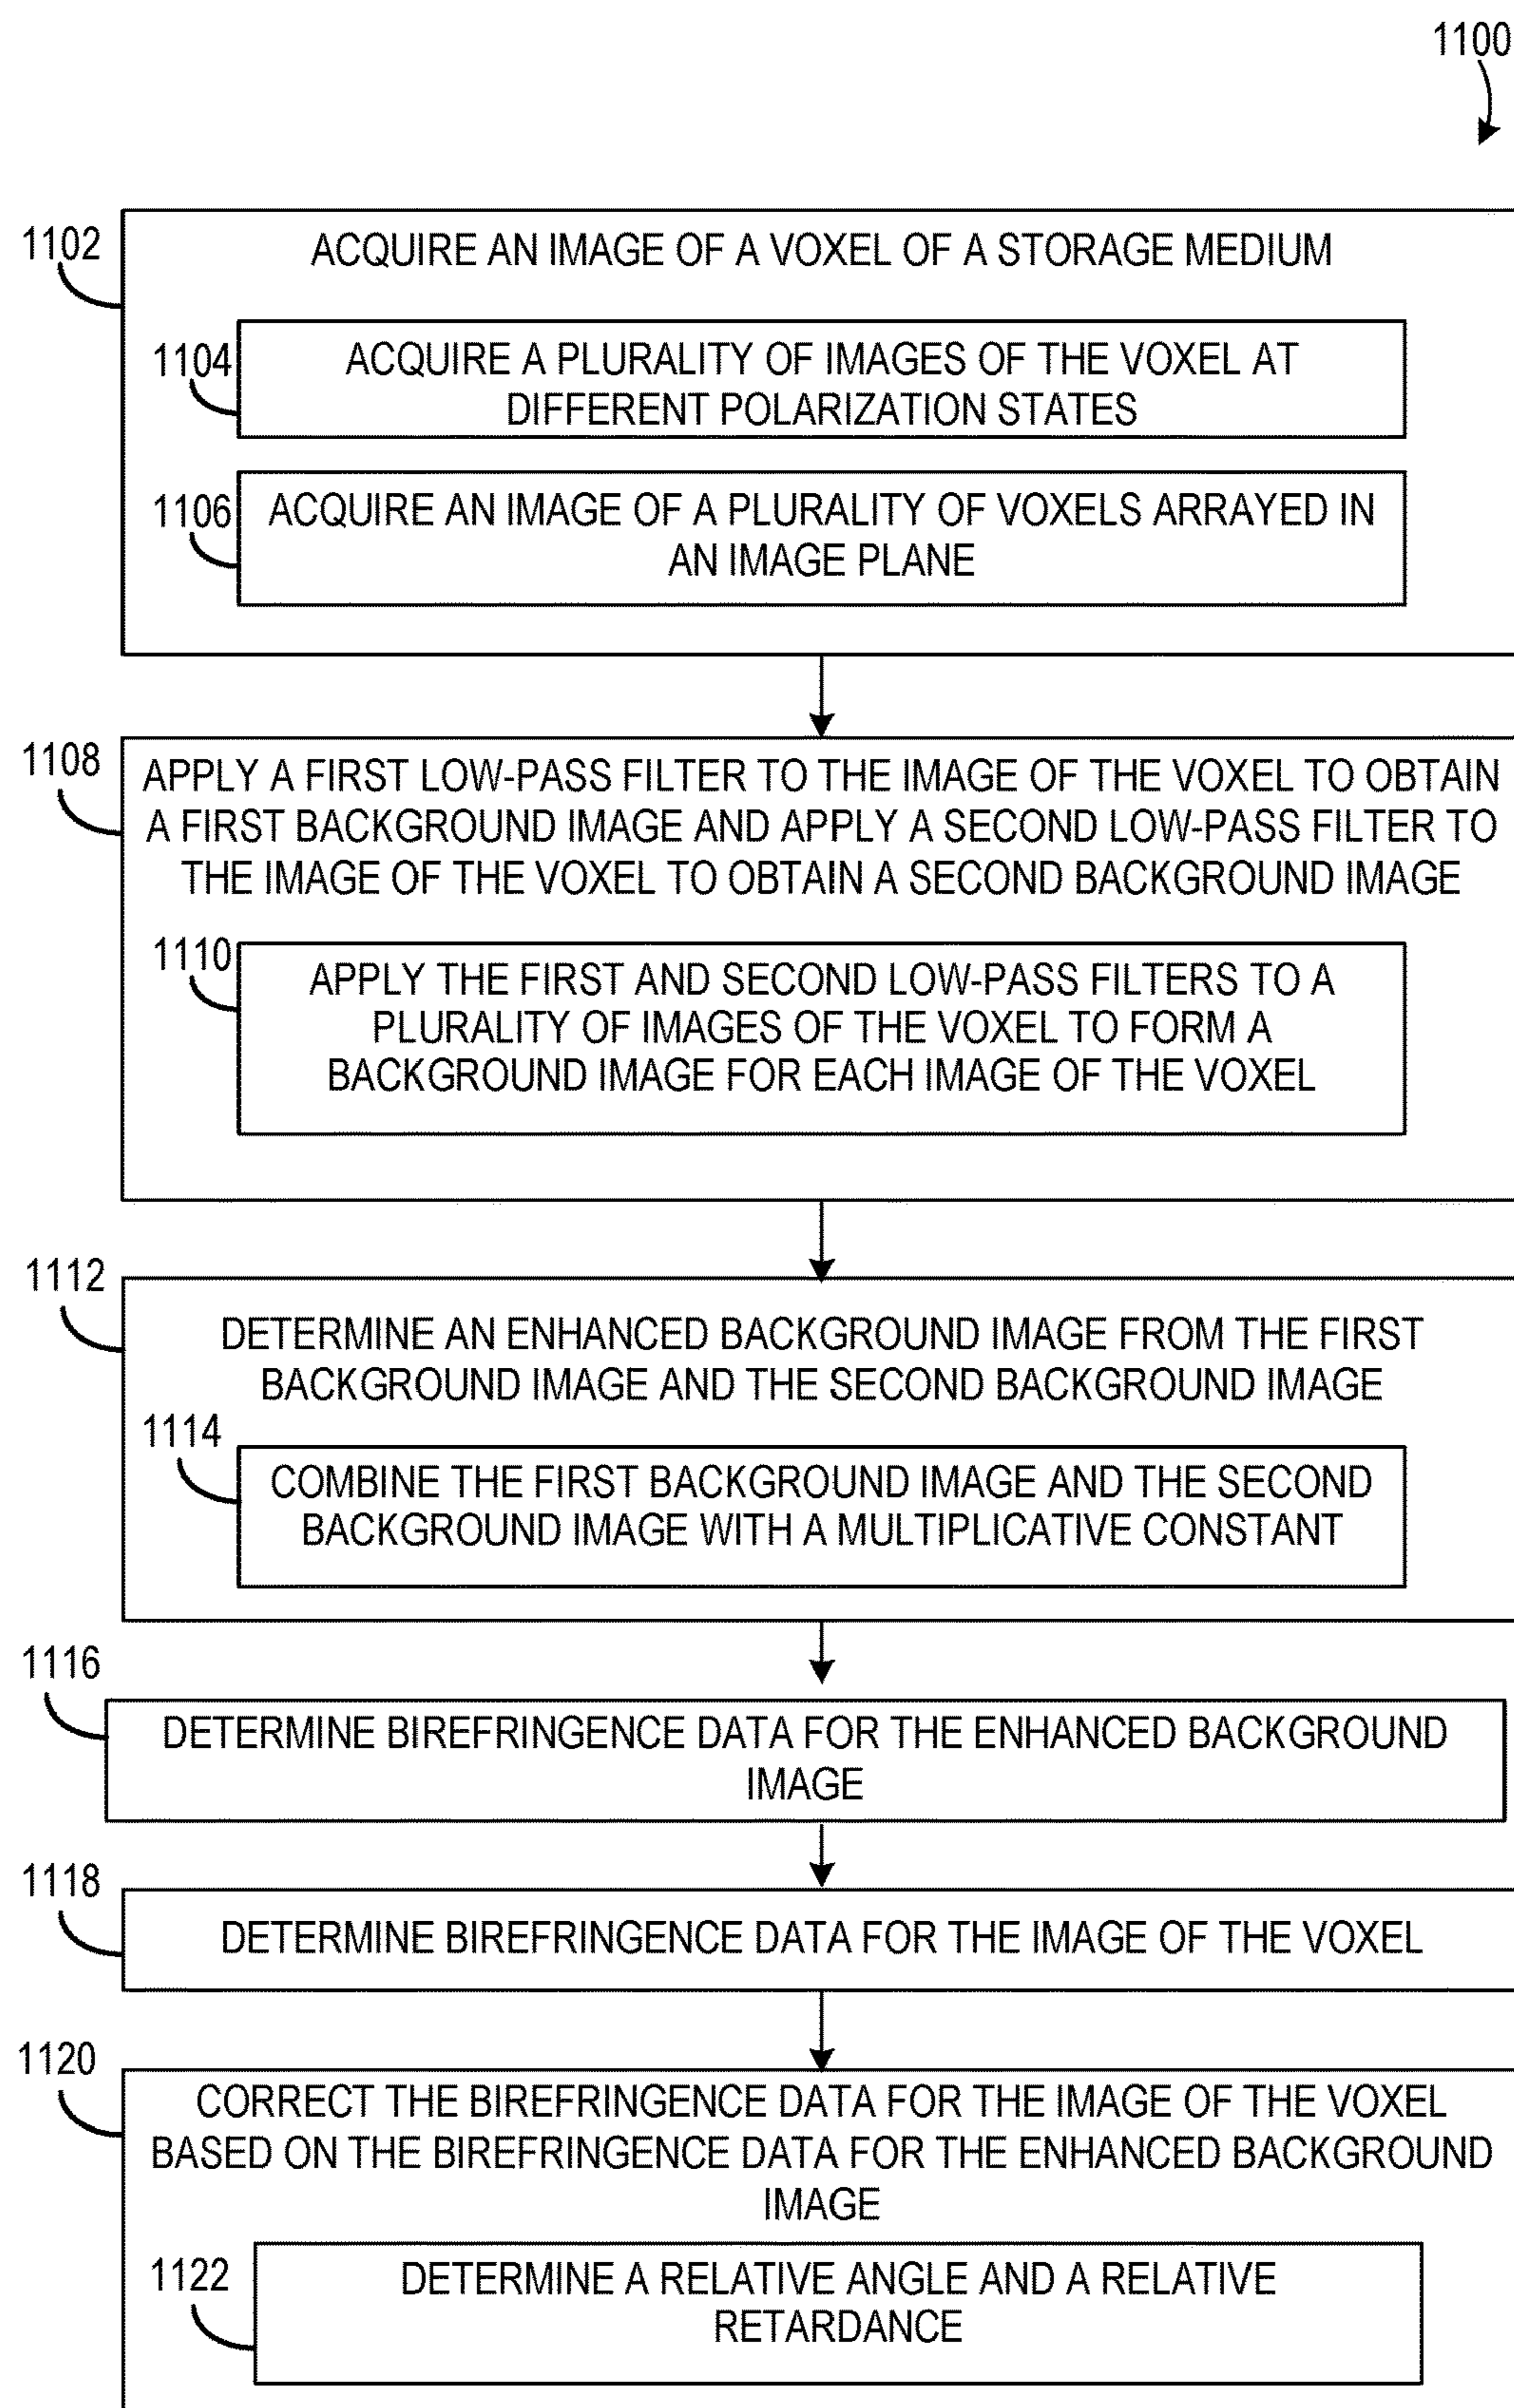 1100
1102
ACQUIRE AN IMAGE OF A VOXEL OF A STORAGE MEDIUM
1104
ACQUIRE A PLURALITY OF IMAGES OF THE VOXEL AT
DIFFERENT POLARIZATION STATES
1106
ACQUIRE AN IMAGE OF A PLURALITY OF VOXELS ARRAYED IN
AN IMAGE PLANE
1108
APPLY A FIRST LOW-PASS FILTER TO THE IMAGE OF THE VOXEL TO OBTAIN
A FIRST BACKGROUND IMAGE AND APPLY A SECOND LOW-PASS FILTER TO
THE IMAGE OF THE VOXEL TO OBTAIN A SECOND BACKGROUND IMAGE
1110
APPLY THE FIRST AND SECOND LOW-PASS FILTERS TO A
PLURALITY OF IMAGES OF THE VOXEL TO FORM A
BACKGROUND IMAGE FOR EACH IMAGE OF THE VOXEL
1112
DETERMINE AN ENHANCED BACKGROUND IMAGE FROM THE FIRST
BACKGROUND IMAGE AND THE SECOND BACKGROUND IMAGE
1114
COMBINE THE FIRST BACKGROUND IMAGE AND THE SECOND
BACKGROUND IMAGE WITH A MULTIPLICATIVE CONSTANT
1116
DETERMINE BIREFRINGENCE DATA FOR THE ENHANCED BACKGROUND
IMAGE
1118
DETERMINE BIREFRINGENCE DATA FOR THE IMAGE OF THE VOXEL
1120
CORRECT THE BIREFRINGENCE DATA FOR THE IMAGE OF THE VOXEL
BASED ON THE BIREFRINGENCE DATA FOR THE ENHANCED BACKGROUND
IMAGE
1122
DETERMINE A RELATIVE ANGLE AND A RELATIVE
RETARDANCE